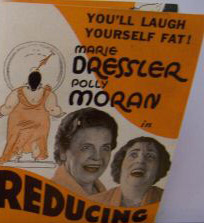 YOU'LL LAUGH
YOURSELF FAT!
MARIE
DRESSLER
POLLY
MORAN
in
REDUCING